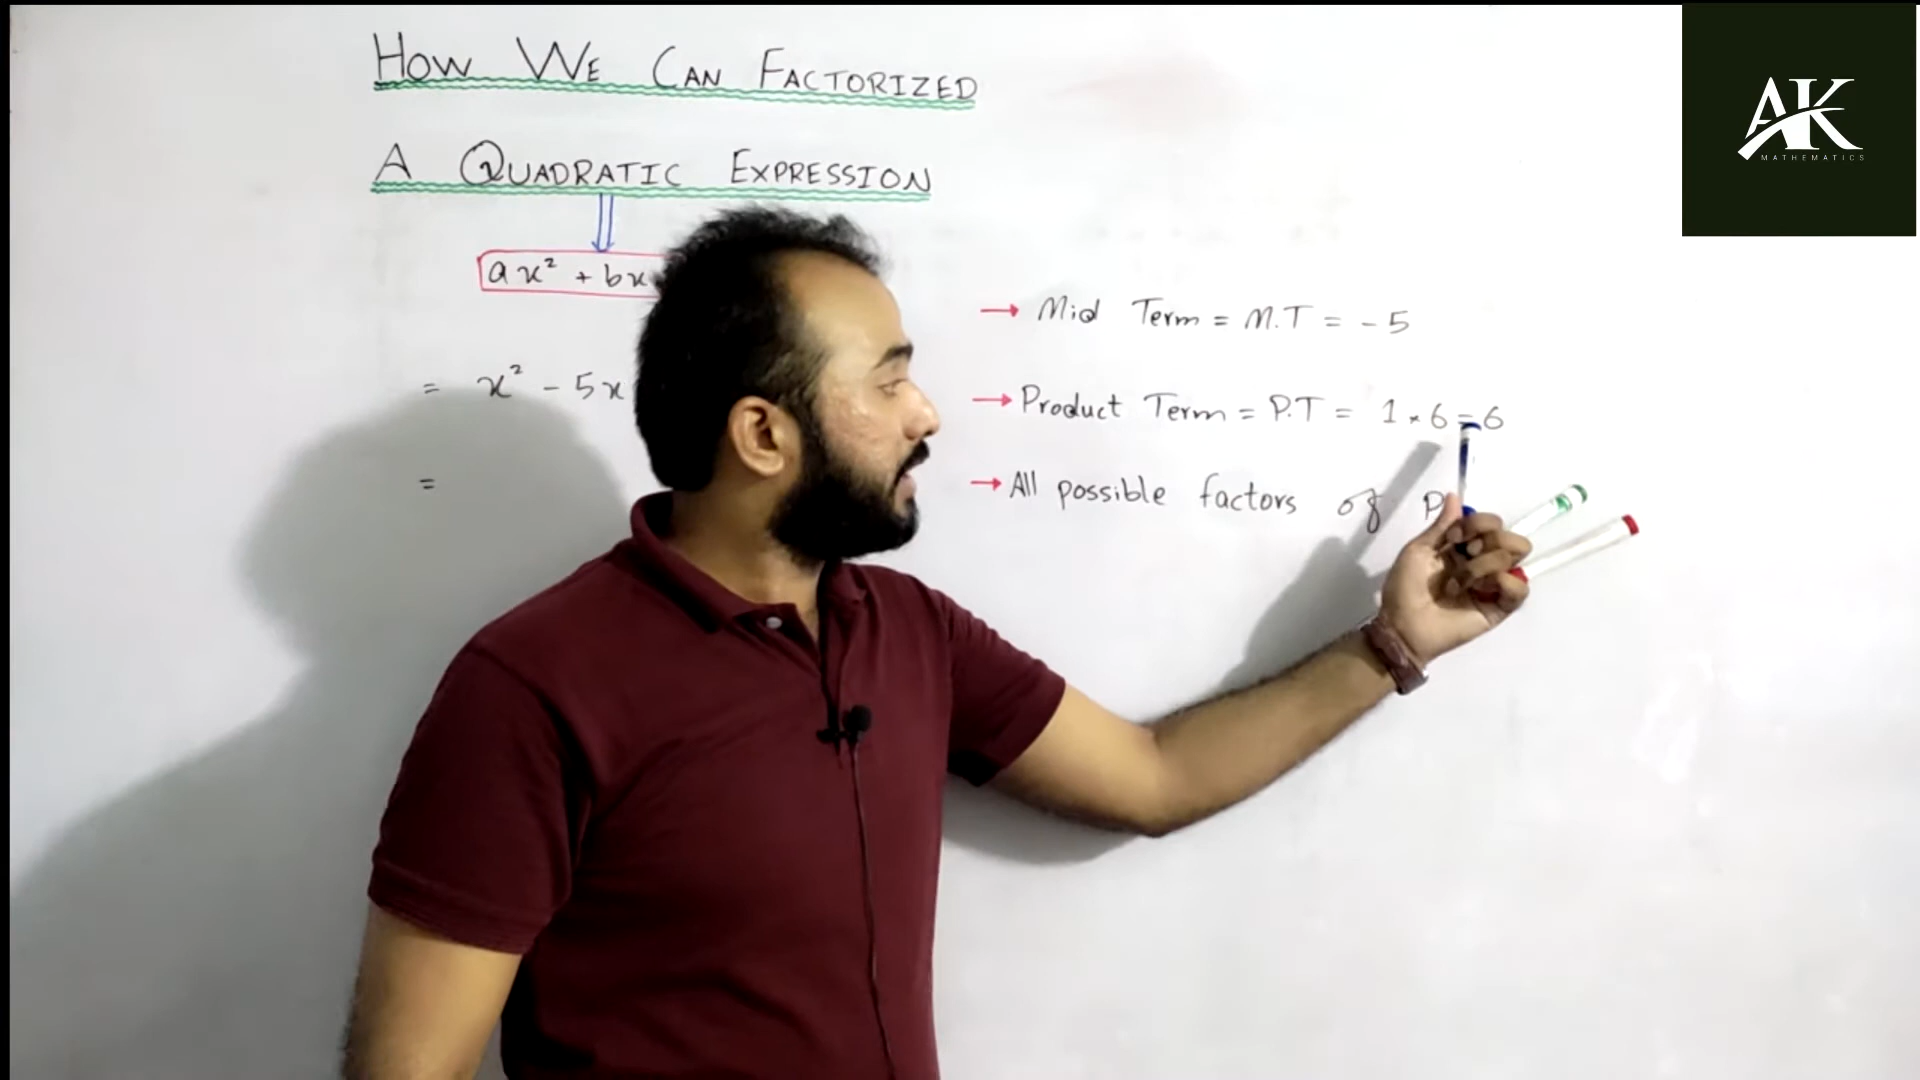 HOW WE CAN FACTORIZED
A QUADRATIC EXPRESSION
ax² + bx
= x² - 5x
=
→ Mid Term = M.T = - 5
→ Product Term = P.T = 1 × 6 = 6
→ All possible factors of P
AK
MATHEMATICS